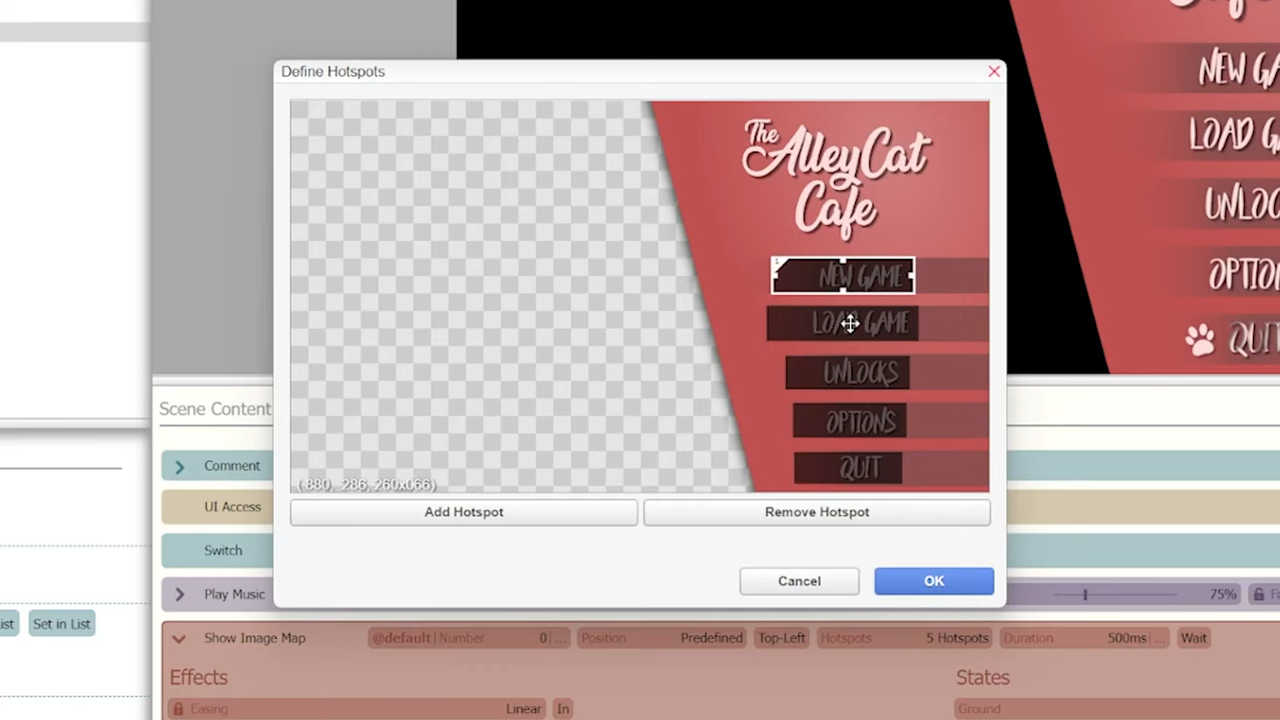 Define Hotspots
The
AlleyCat
Cafe
NEW GAME
LOAD GAME
UNLOCKS
OPTIONS
QUIT
(880, 286, 260x066)
Add Hotspot
Remove Hotspot
Cancel
OK
NEW GA
LOAD G
UNLOC
OPTIO
QUIT
Scene Content
Comment
UI Access
Switch
Play Music
75%
Set in List
Show Image Map
@default Number 0 ...
Position Predefined
Top-Left
Hotspots 5 Hotspots
Duration 500ms ...
Wait
Effects
States
Easing Linear In
Ground